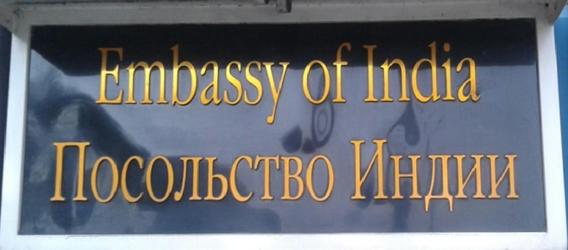 Embassy of India
Посольство Индии